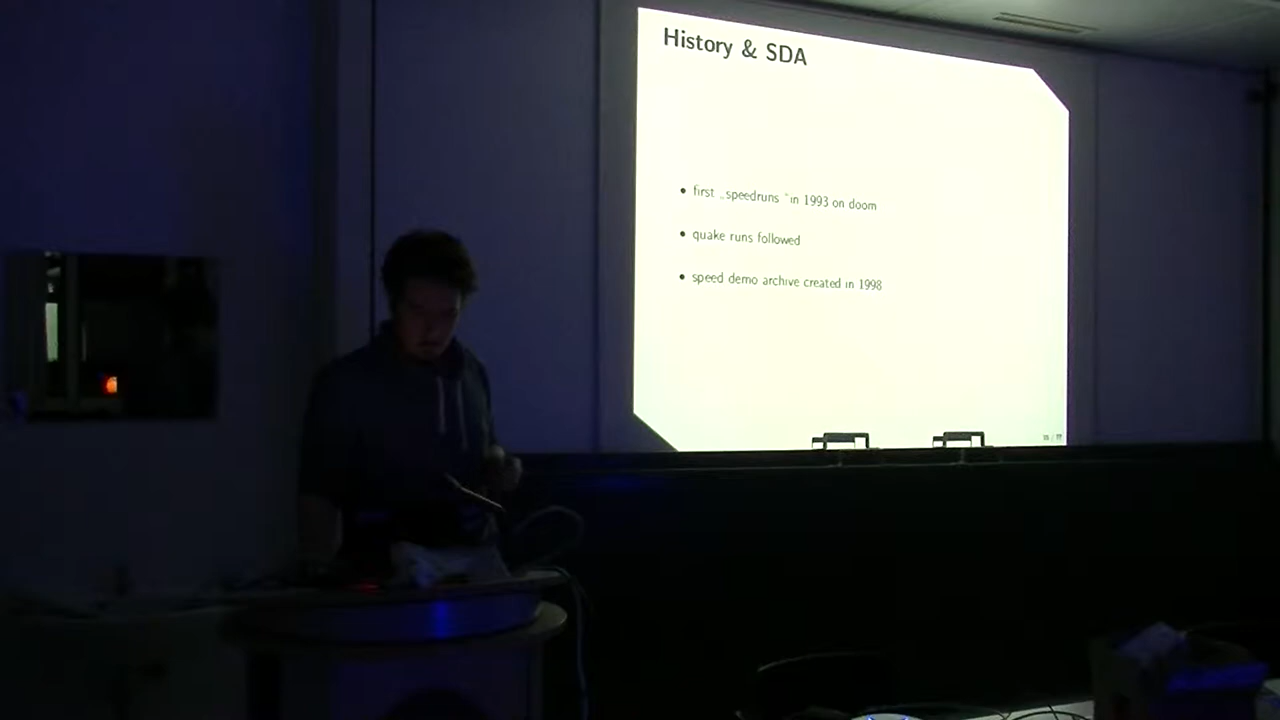 History & SDA
first „speedruns “in 1993 on doom
quake runs followed
speed demo archive created in 1998